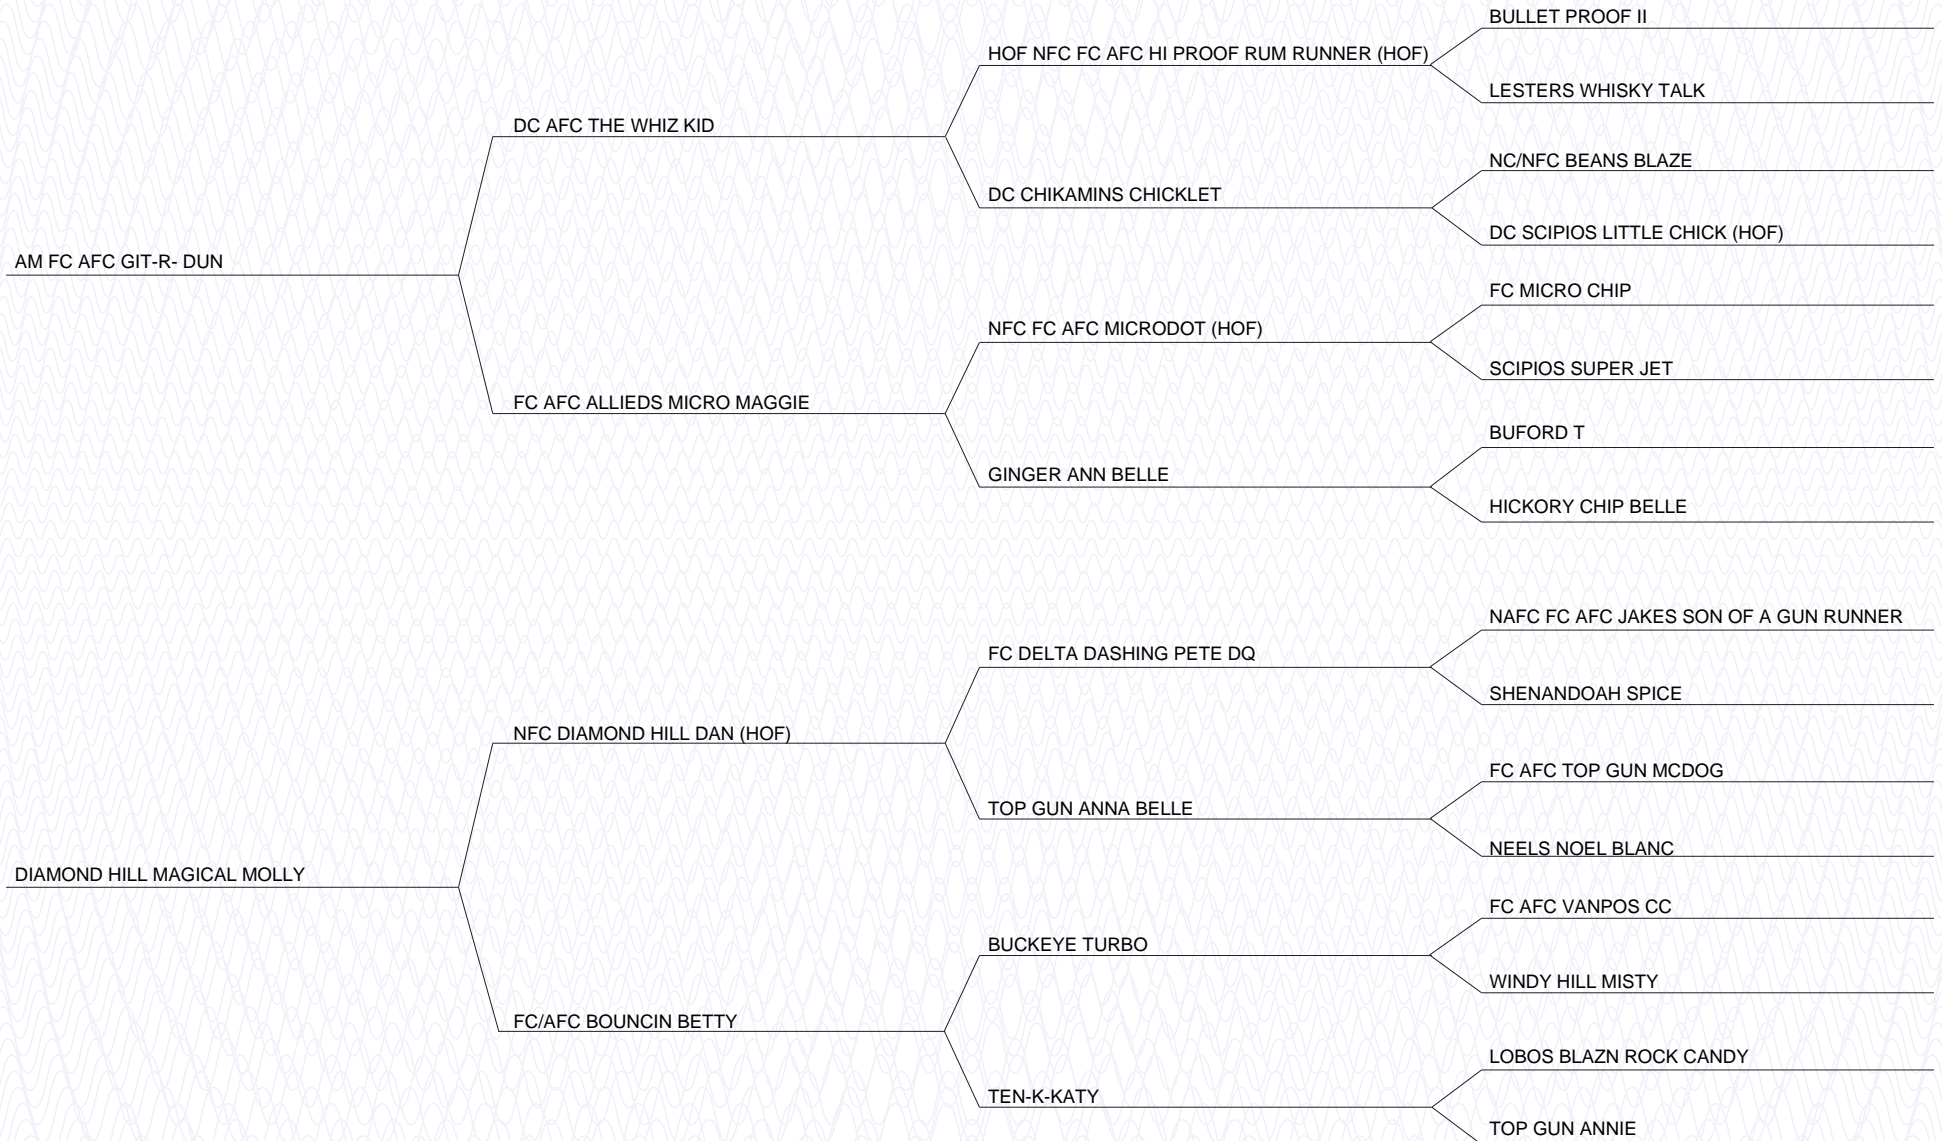 BULLET PROOF II
HOF NFC FC AFC HI PROOF RUM RUNNER (HOF)
LESTERS WHISKY TALK
DC AFC THE WHIZ KID
NC/NFC BEANS BLAZE
DC CHIKAMINS CHICKLET
DC SCIPIOS LITTLE CHICK (HOF)
AM FC AFC GIT-R- DUN
FC MICRO CHIP
NFC FC AFC MICRODOT (HOF)
SCIPIOS SUPER JET
FC AFC ALLIEDS MICRO MAGGIE
BUFORD T
GINGER ANN BELLE
HICKORY CHIP BELLE
NAFC FC AFC JAKES SON OF A GUN RUNNER
FC DELTA DASHING PETE DQ
SHENANDOAH SPICE
NFC DIAMOND HILL DAN (HOF)
FC AFC TOP GUN MCDOG
TOP GUN ANNA BELLE
NEELS NOEL BLANC
DIAMOND HILL MAGICAL MOLLY
FC AFC VANPOS CC
BUCKEYE TURBO
WINDY HILL MISTY
FC/AFC BOUNCIN BETTY
LOBOS BLAZN ROCK CANDY
TEN-K-KATY
TOP GUN ANNIE